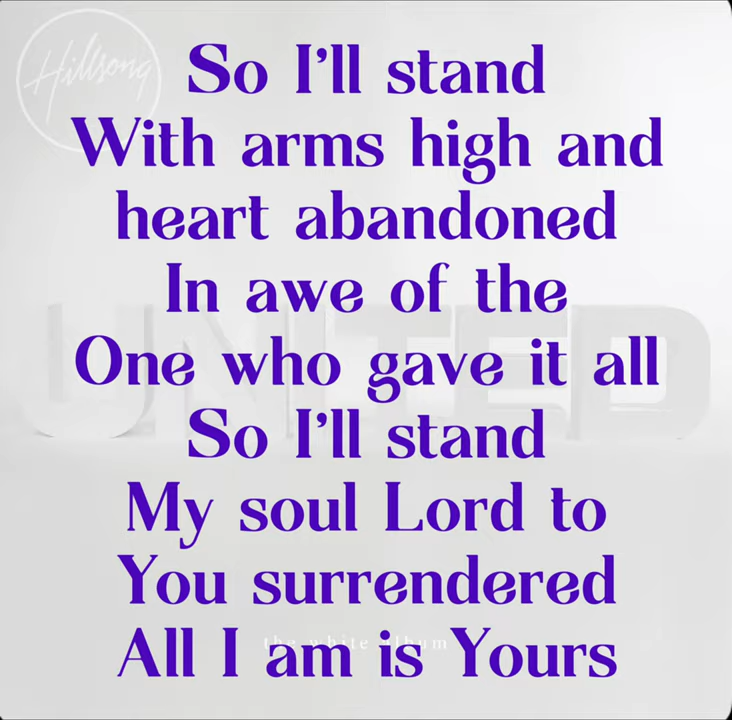 Hillsong
So I'll stand
With arms high and
heart abandoned
In awe of the
UNITED
One who gave it all
So I'll stand
My soul Lord to
You surrendered
the white album
All I am is Yours